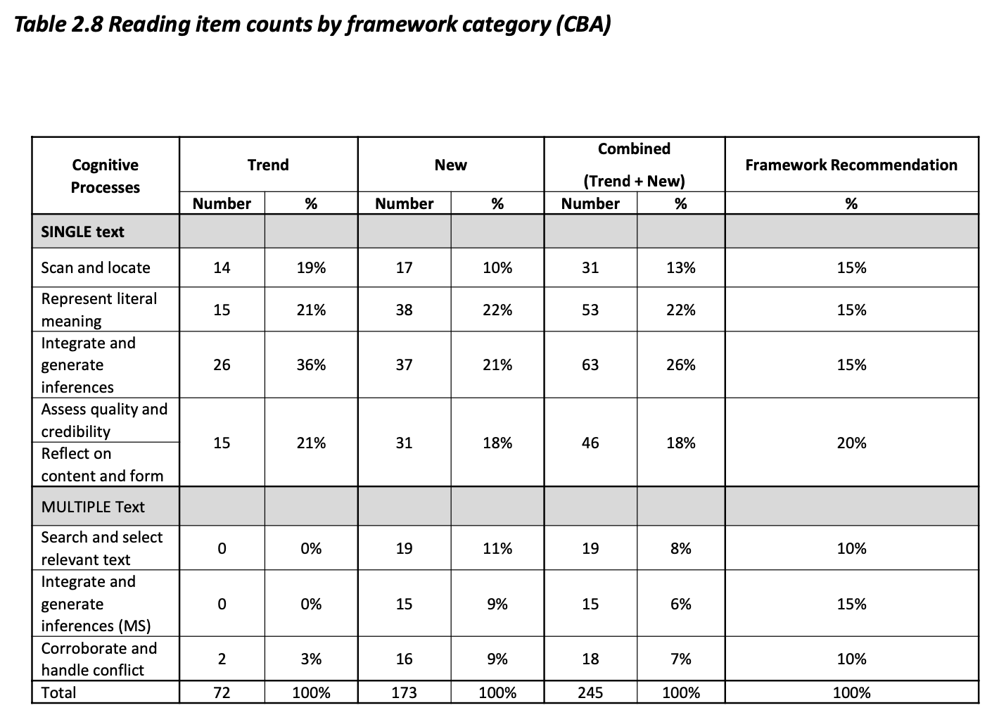 Table 2.8 Reading item counts by framework category (CBA)
Cognitive Processes Trend New Combined (Trend + New) Framework Recommendation
Number % Number % Number % %
SINGLE text
Scan and locate 14 19% 17 10% 31 13% 15%
Represent literal meaning 15 21% 38 22% 53 22% 15%
Integrate and generate inferences 26 36% 37 21% 63 26% 15%
Assess quality and credibility 15 21% 31 18% 46 18% 20%
Reflect on content and form
MULTIPLE Text
Search and select relevant text 0 0% 19 11% 19 8% 10%
Integrate and generate inferences (MS) 0 0% 15 9% 15 6% 15%
Corroborate and handle conflict 2 3% 16 9% 18 7% 10%
Total 72 100% 173 100% 245 100% 100%